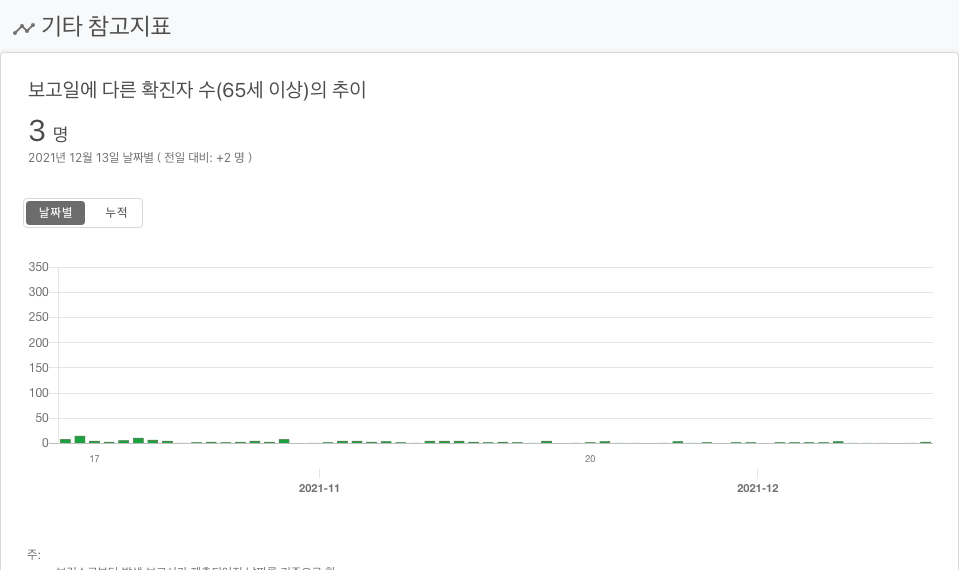 기타 참고지표
보고일에 다른 확진자 수(65세 이상)의 추이
3 명
2021년 12월 13일 날짜별 ( 전일 대비: +2 명 )
날짜별 누적
350
300
250
200
150
100
50
0
17 20
2021-11 2021-12
주: